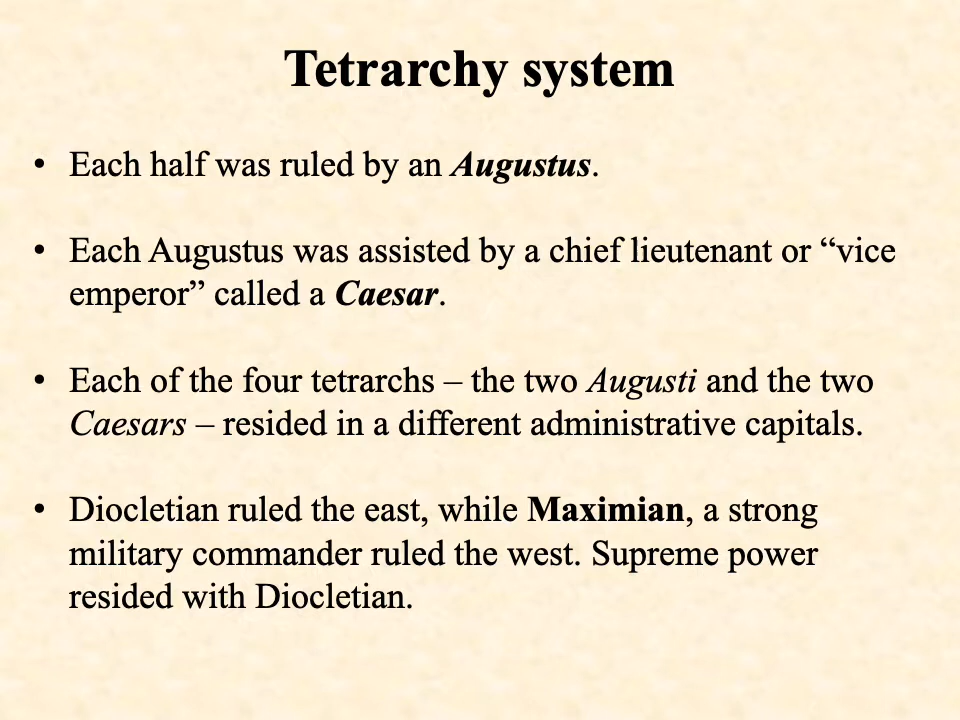 Tetrarchy system
• Each half was ruled by an Augustus.
• Each Augustus was assisted by a chief lieutenant or “vice
emperor” called a Caesar.
• Each of the four tetrarchs – the two Augusti and the two
Caesars – resided in a different administrative capitals.
• Diocletian ruled the east, while Maximian, a strong
military commander ruled the west. Supreme power
resided with Diocletian.